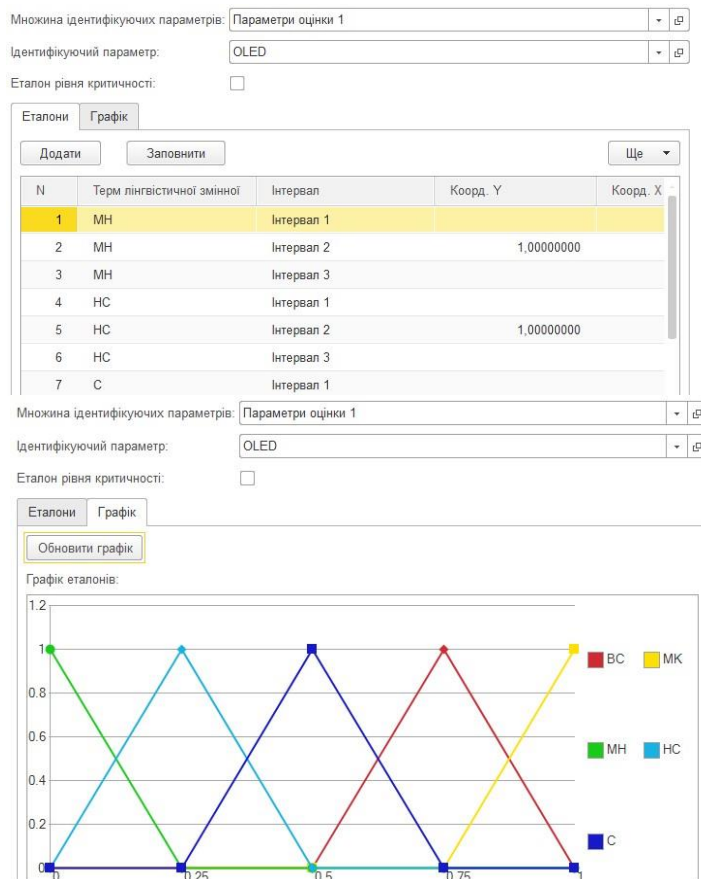 Множина ідентифікуючих параметрів: Параметри оцінки 1
Ідентифікуючий параметр: OLED
Еталон рівня критичності:
Еталони Графік
Додати Заповнити Ще
N Терм лінгвістичної змінної Інтервал Коорд. Y Коорд. X
1 МН Інтервал 1
2 МН Інтервал 2 1,00000000
3 МН Інтервал 3
4 НС Інтервал 1
5 НС Інтервал 2 1,00000000
6 НС Інтервал 3
7 С Інтервал 1
Множина ідентифікуючих параметрів: Параметри оцінки 1
Ідентифікуючий параметр: OLED
Еталон рівня критичності:
Еталони Графік
Обновити графік
Графік еталонів:
1.2
1
ВС МК
0.8
0.6
МН НС
0.4
0.2
С
0
0 0.25 0.5 0.75 1